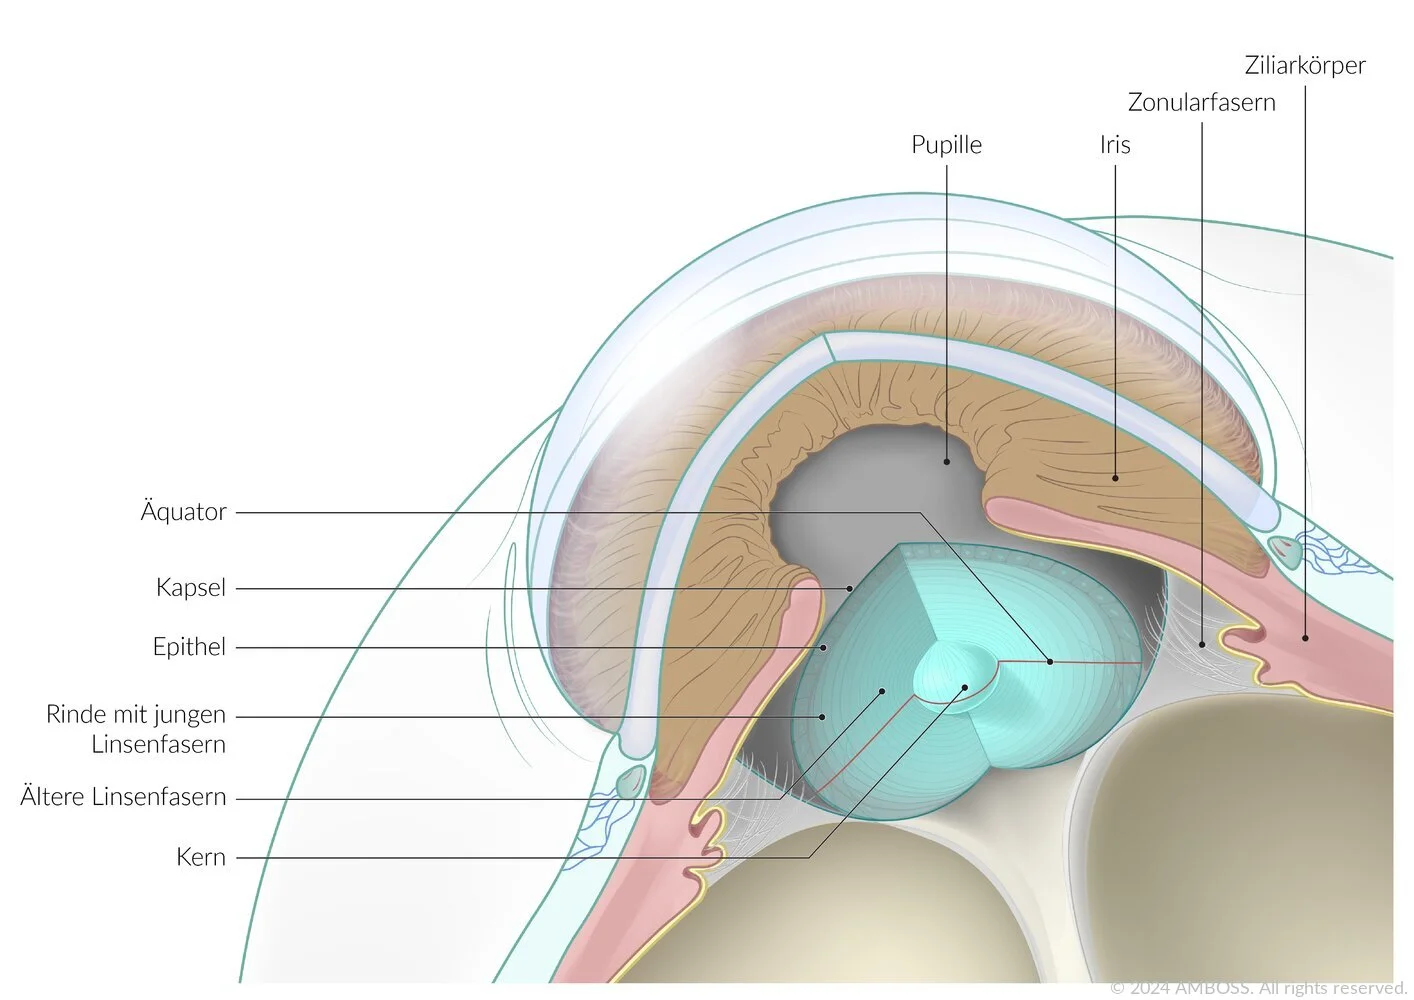 Ziliarkörper
Zonularfasern
Pupille
Iris
Äquator
Kapsel
Epithel
Rinde mit jungen
Linsenfasern
Ältere Linsenfasern
Kern
© 2024 AMBOSS. All rights reserved.